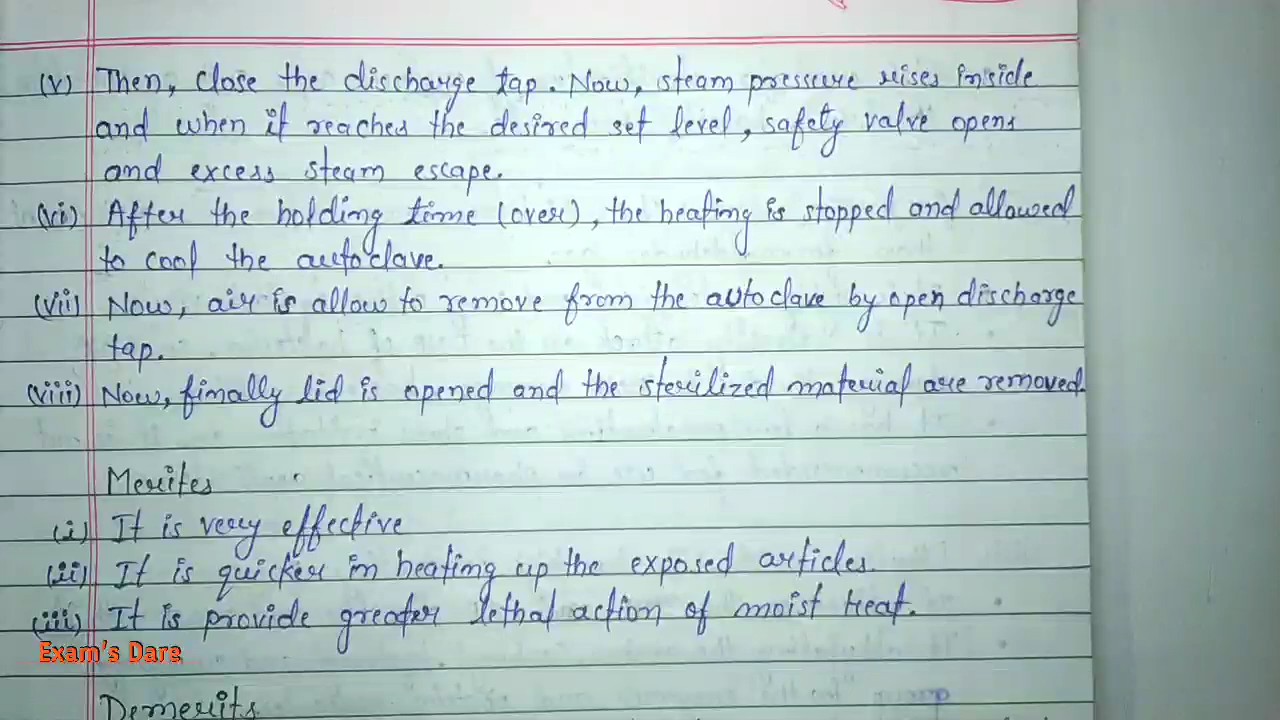 (v) Then, close the discharge tap. Now, steam pressure rises inside
and when it reached the desired set level, safety valve opens
and excess steam escape.
(vi) After the holding time (over), the heating is stopped and allowed
to cool the autoclave.
(vii) Now, air is allow to remove from the autoclave by open discharge
tap.
(viii) Now, finally lid is opened and the sterilized material are removed.
Merites
(i) It is very effective
(ii) It is quicker in heating up the exposed articles.
(iii) It is provide greater lethal action of moist heat.
Exam's Dare
Demerits